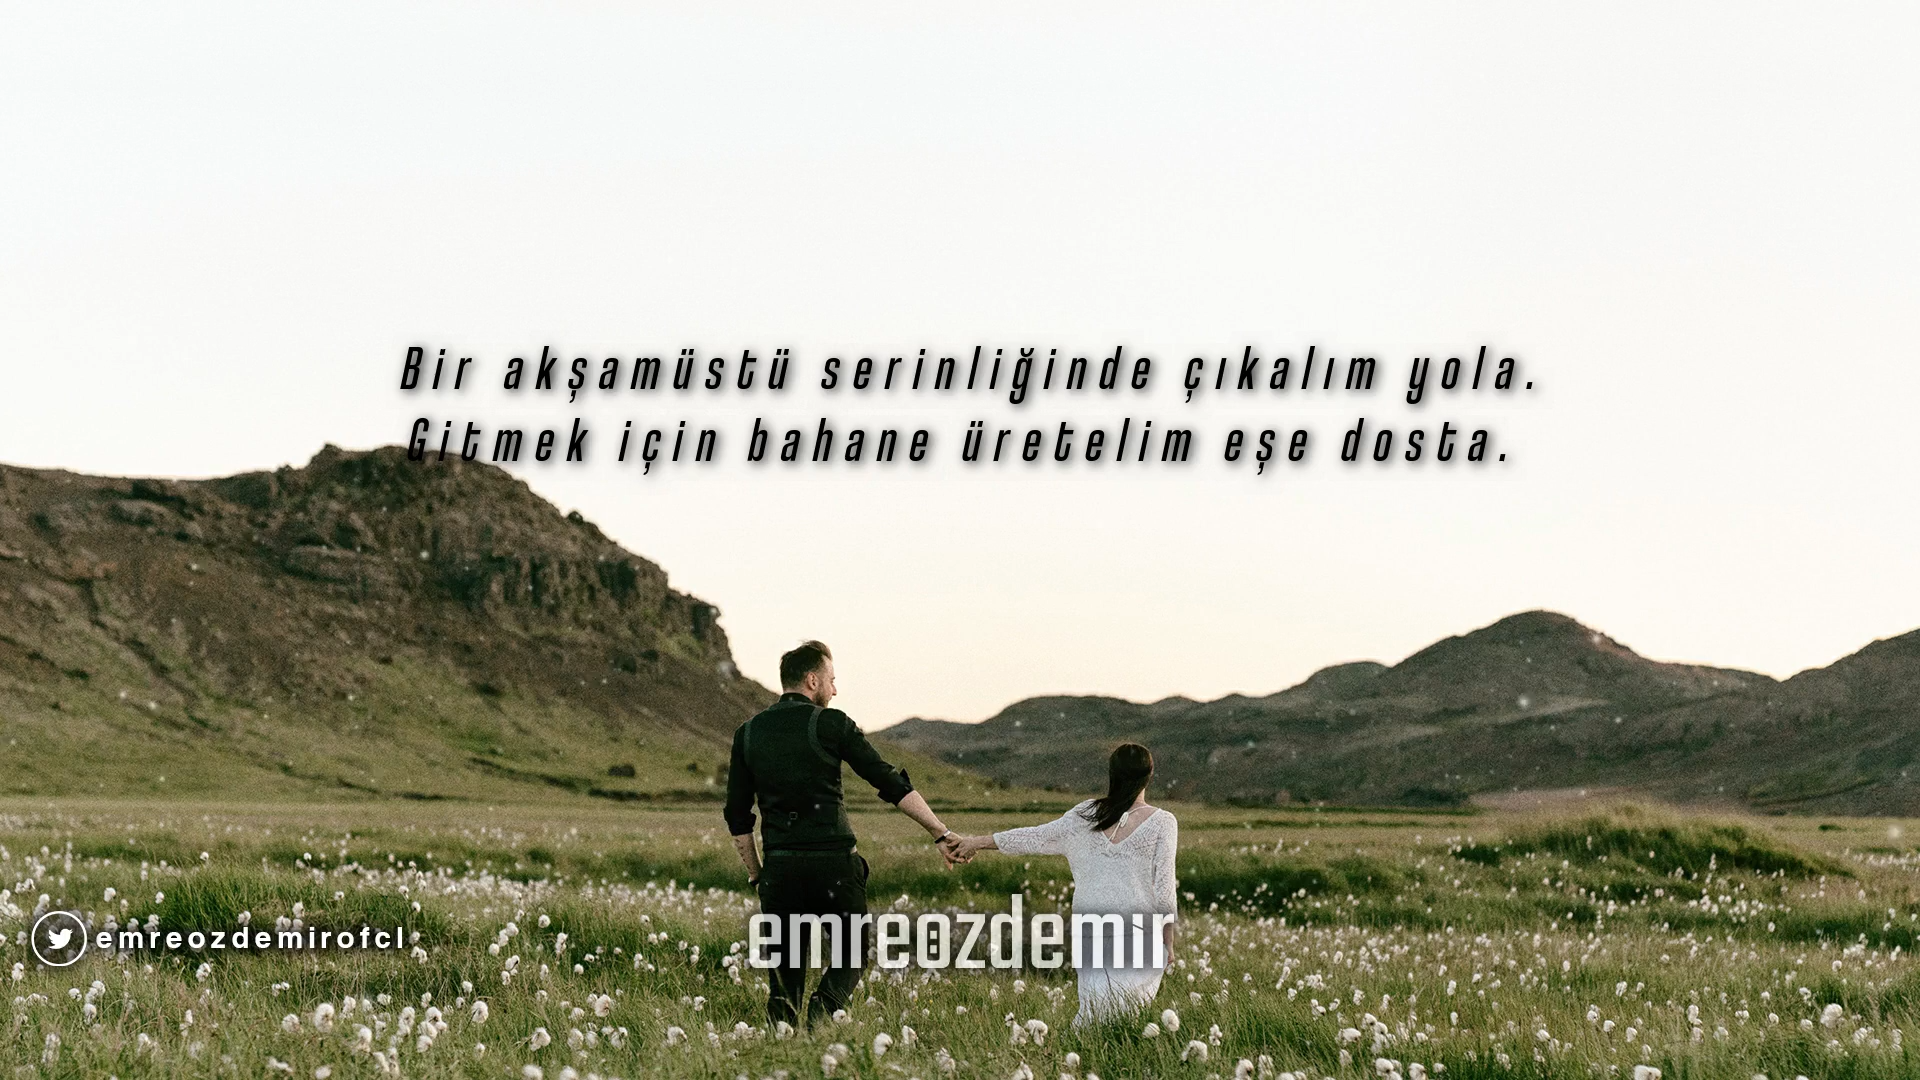 Bir akşamüstü serinliğinde çıkalım yola.
Gitmek için bahane üretelim eşe dosta.
emreozdemir
emreozdemirofcl